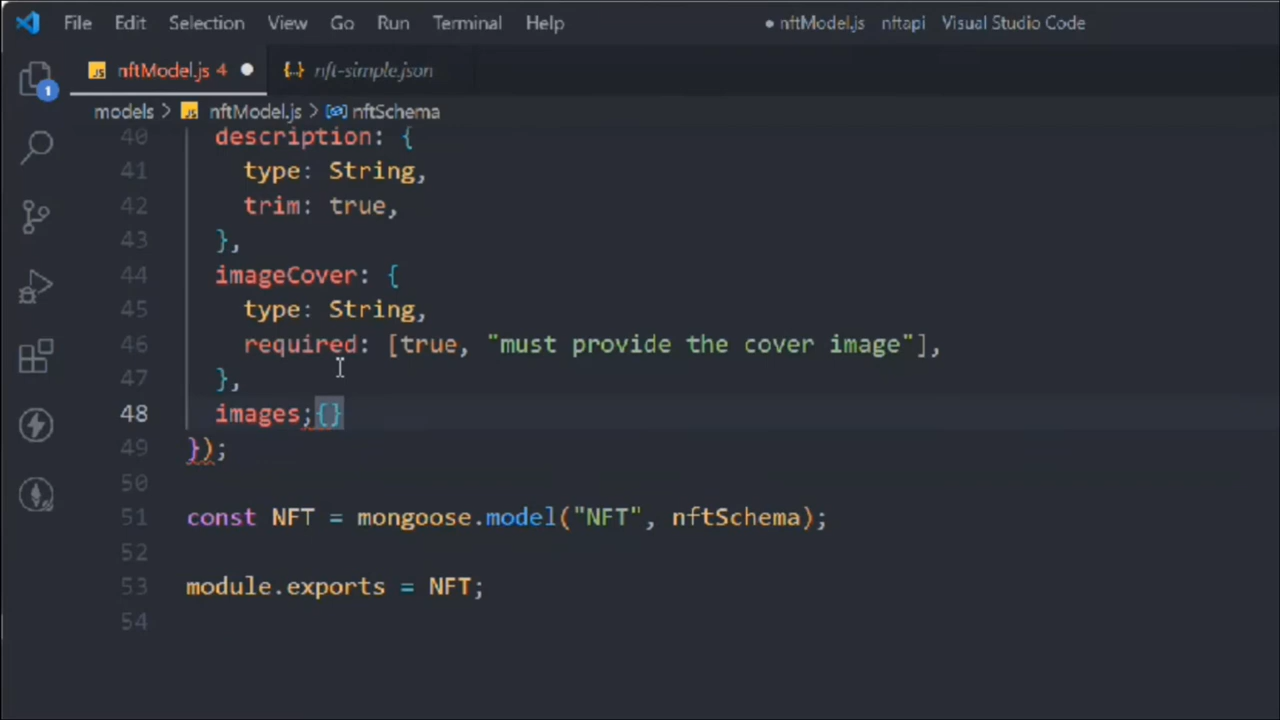 File Edit Selection View Go Run Terminal Help ● nftModel.js nftapi Visual Studio Code
JS nftModel.js 4 ● {..} nft-simple.json
1
models > JS nftModel.js > nftSchema
40 description: {
41 type: String,
42 trim: true,
43 },
44 imageCover: {
45 type: String,
46 required: [true, "must provide the cover image"],
47 },
48 images;{}
49 });
50
51 const NFT = mongoose.model("NFT", nftSchema);
52
53 module.exports = NFT;
54